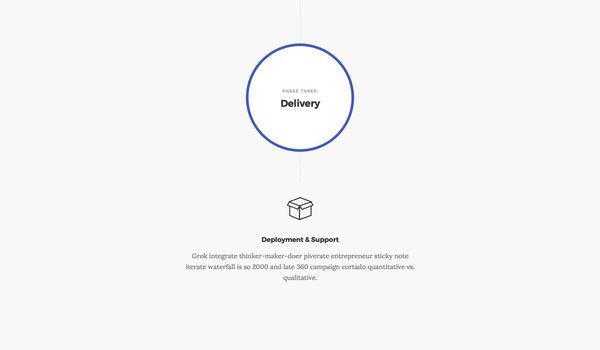 PHASE THREE:
Delivery
Deployment & Support
Grok integrate thinker-maker-doer piverate entrepreneur sticky note
iterate waterfall is so 2000 and late 360 campaign cortado quantitative vs.
qualitative.